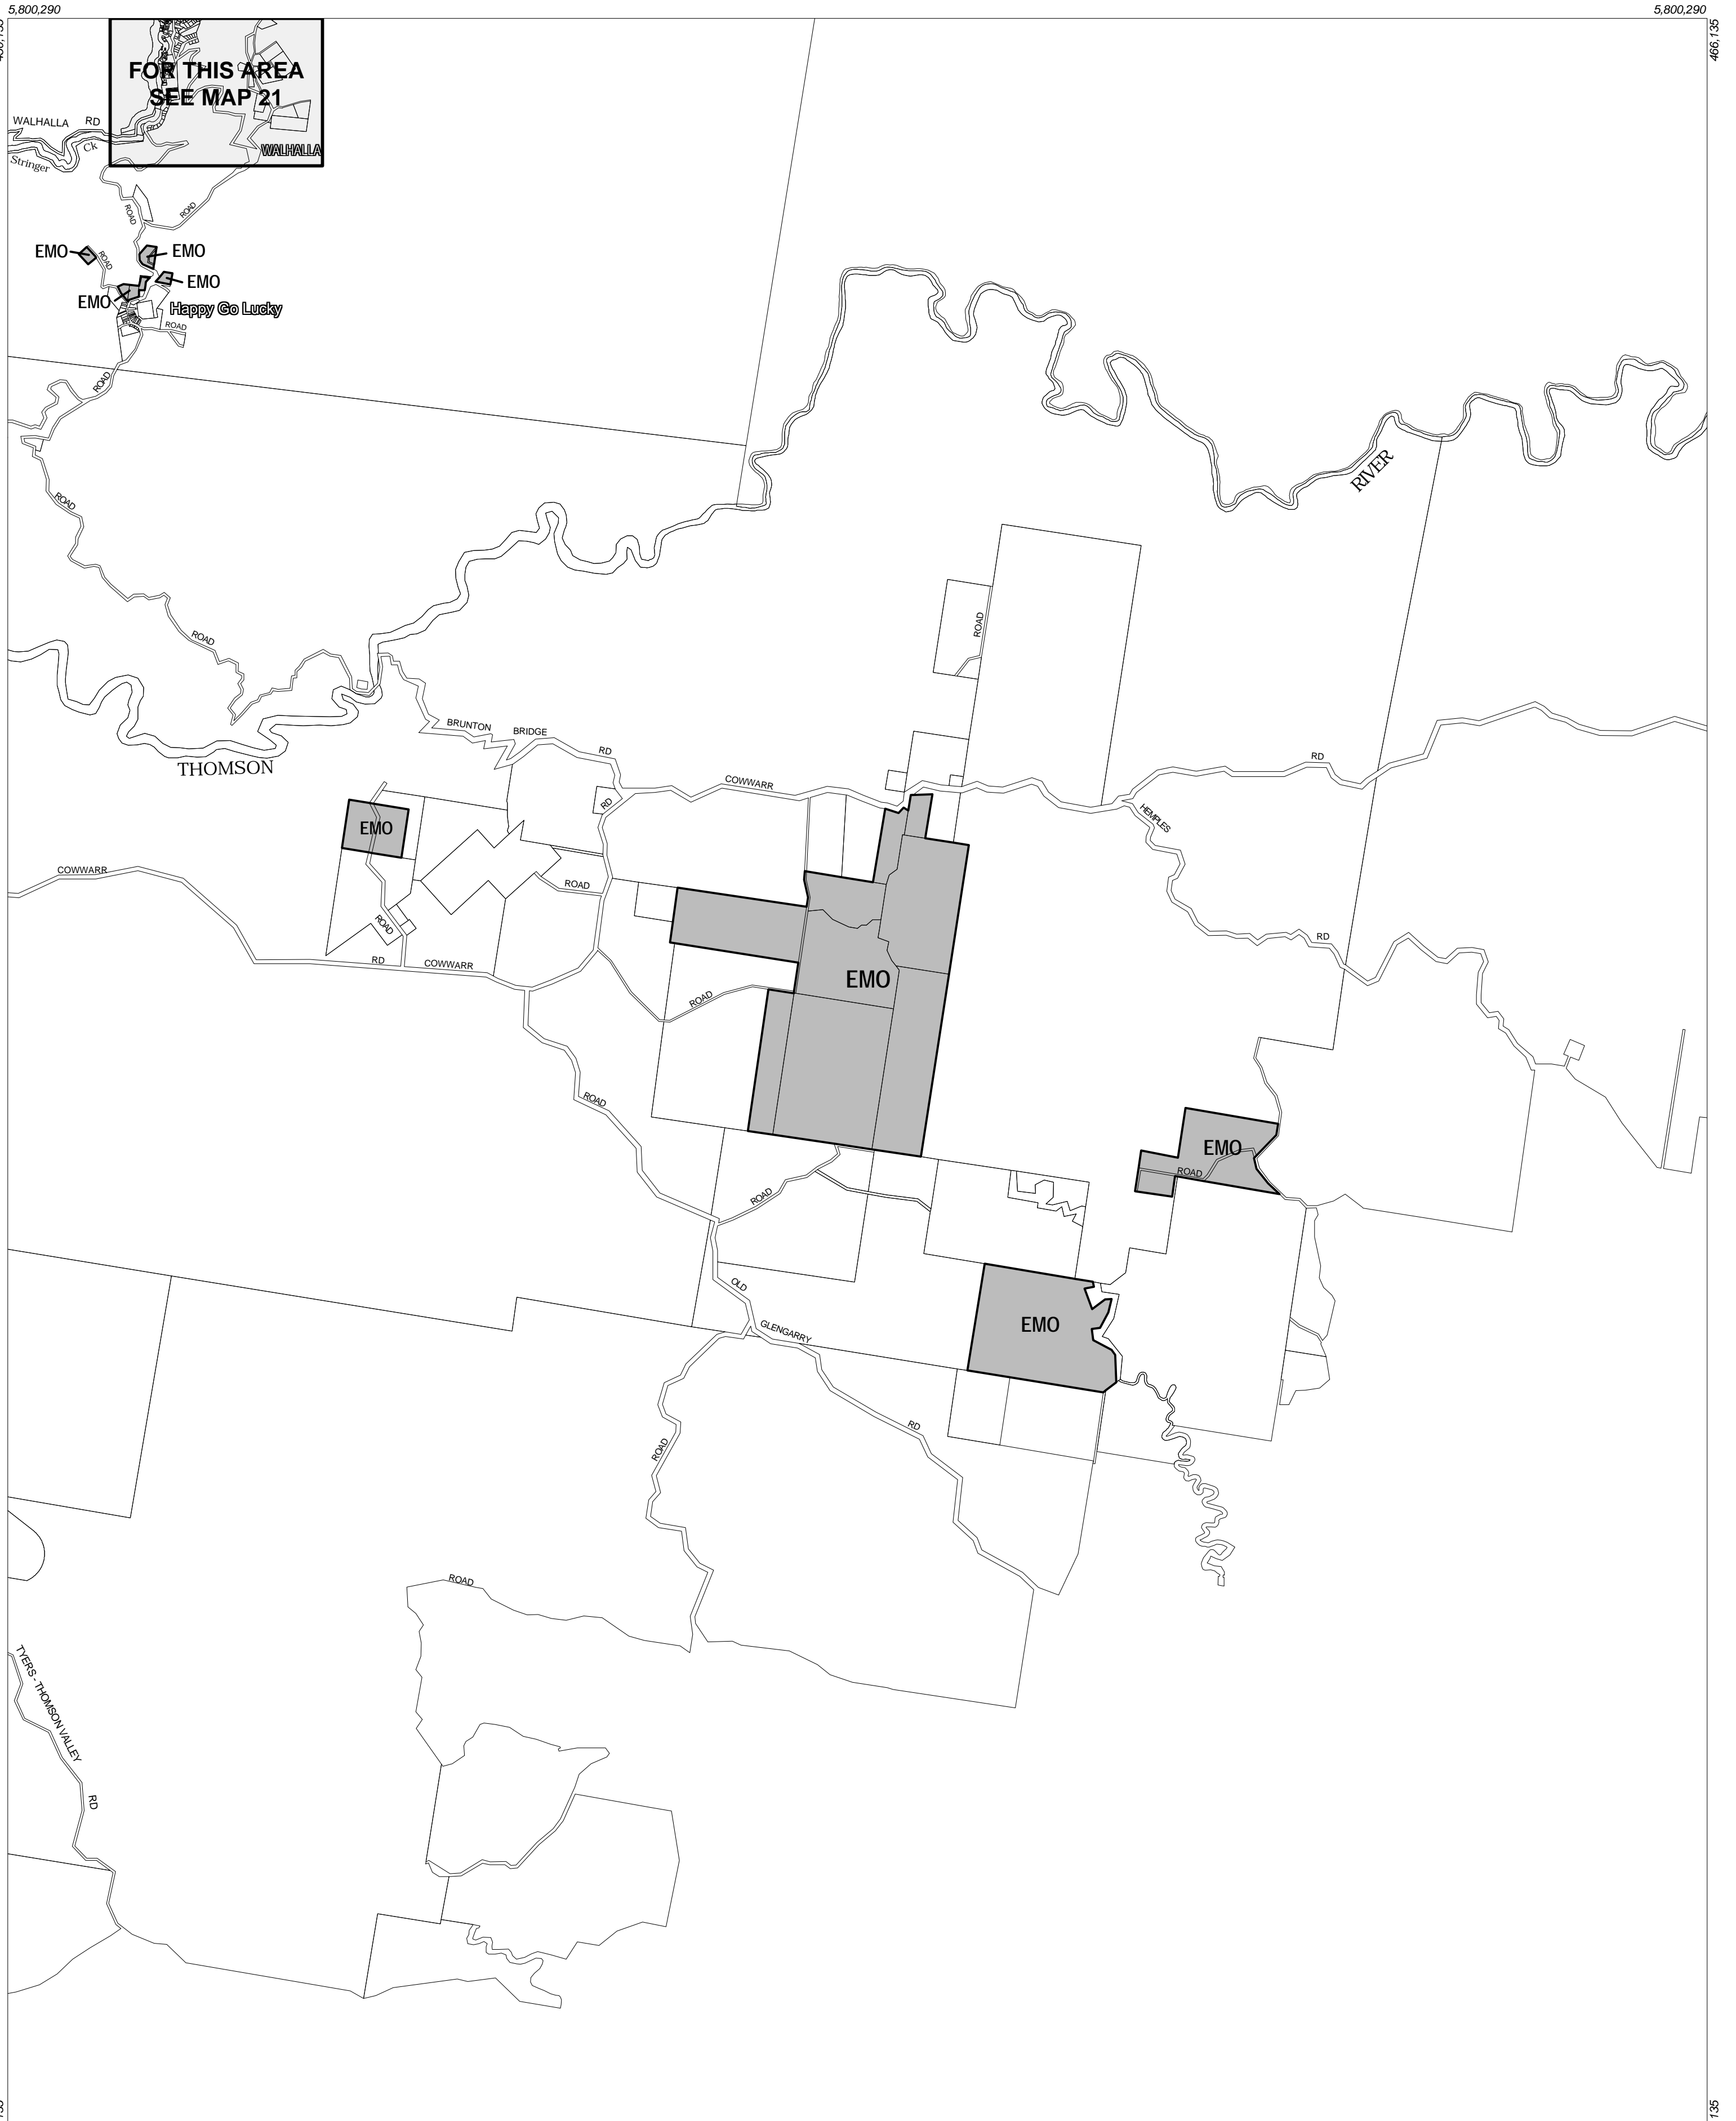 5,800,290
5,800,290
466,135
FOR THIS AREA
SEE MAP 21
WALHALLA RD
Stringer Ck
WALHALLA
ROAD
ROAD
EMO
ROAD
EMO
EMO
EMO
Happy Go Lucky
ROAD
ROAD
RIVER
ROAD
ROAD
ROAD
THOMSON
BRUNTON BRIDGE RD
COWWARR
RD
RD
HEMPLES
EMO
COWWARR
ROAD
ROAD
RD
RD COWWARR
EMO
ROAD
ROAD
EMO
ROAD
ROAD
OLD
GLENGARRY
EMO
RD
ROAD
ROAD
TYERS - THOMSON VALLEY
RD
135